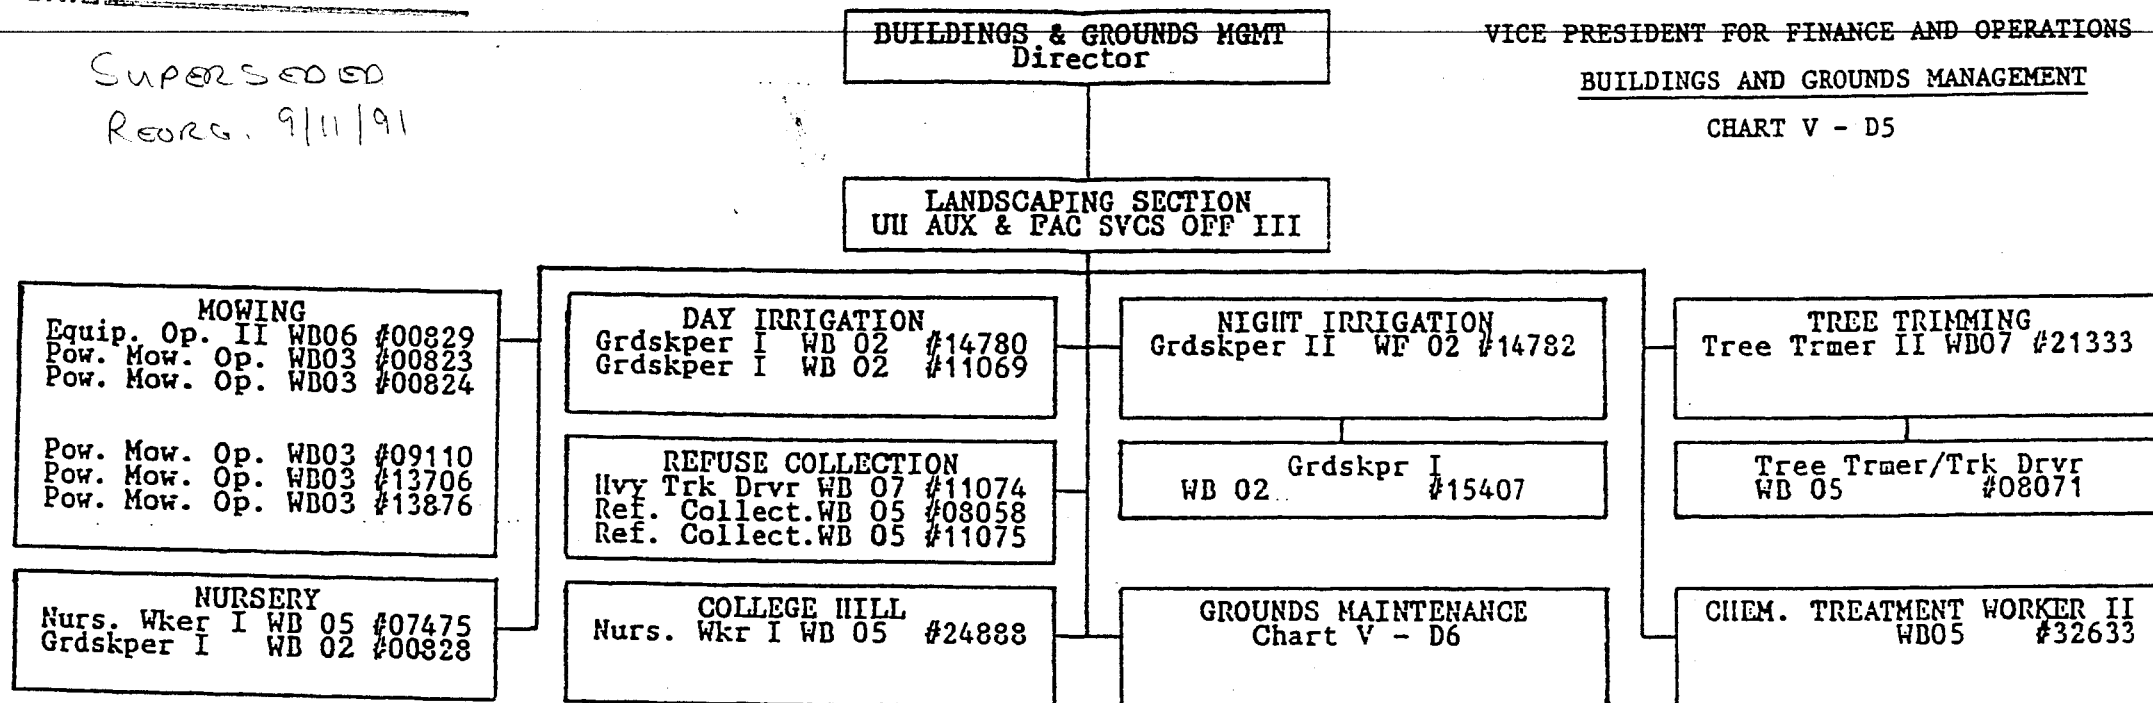 BUILDINGS & GROUNDS MGMT
Director
VICE PRESIDENT FOR FINANCE AND OPERATIONS
BUILDINGS AND GROUNDS MANAGEMENT
CHART V - D5
SUPERSEDED
REORG. 9/11/91
LANDSCAPING SECTION
UH AUX & FAC SVCS OFF III
MOWING
Equip. Op. II WB06 #00829
Pow. Mow. Op. WB03 #00823
Pow. Mow. Op. WB03 #00824
Pow. Mow. Op. WB03 #09110
Pow. Mow. Op. WB03 #13706
Pow. Mow. Op. WB03 #13876
DAY IRRIGATION
Grdskper I WB 02 #14780
Grdskper I WB 02 #11069
NIGHT IRRIGATION
Grdskper II WF 02 #14782
TREE TRIMMING
Tree Trmer II WB07 #21333
REFUSE COLLECTION
Hvy Trk Drvr WB 07 #11074
Ref. Collect.WB 05 #08058
Ref. Collect.WB 05 #11075
Grdskpr I
WB 02 #15407
Tree Trmer/Trk Drvr
WB 05 #08071
NURSERY
Nurs. Wker I WB 05 #07475
Grdskper I WB 02 #00828
COLLEGE HILL
Nurs. Wkr I WB 05 #24888
GROUNDS MAINTENANCE
Chart V - D6
CHEM. TREATMENT WORKER II
WB05 #32633